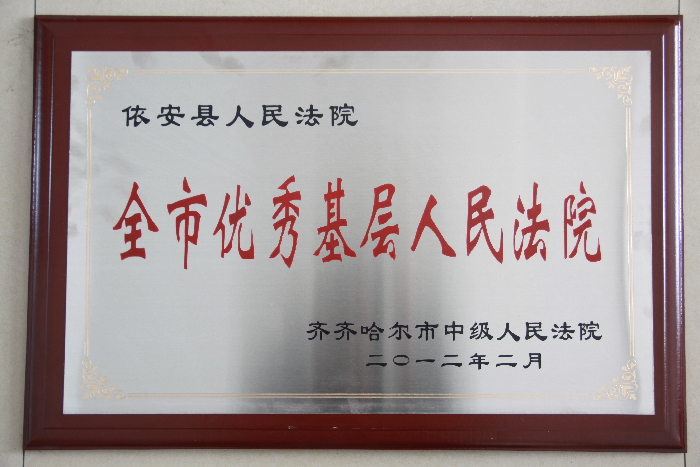 依安县人民法院
全市优秀基层人民法院
齐齐哈尔市中级人民法院
二〇一二年二月